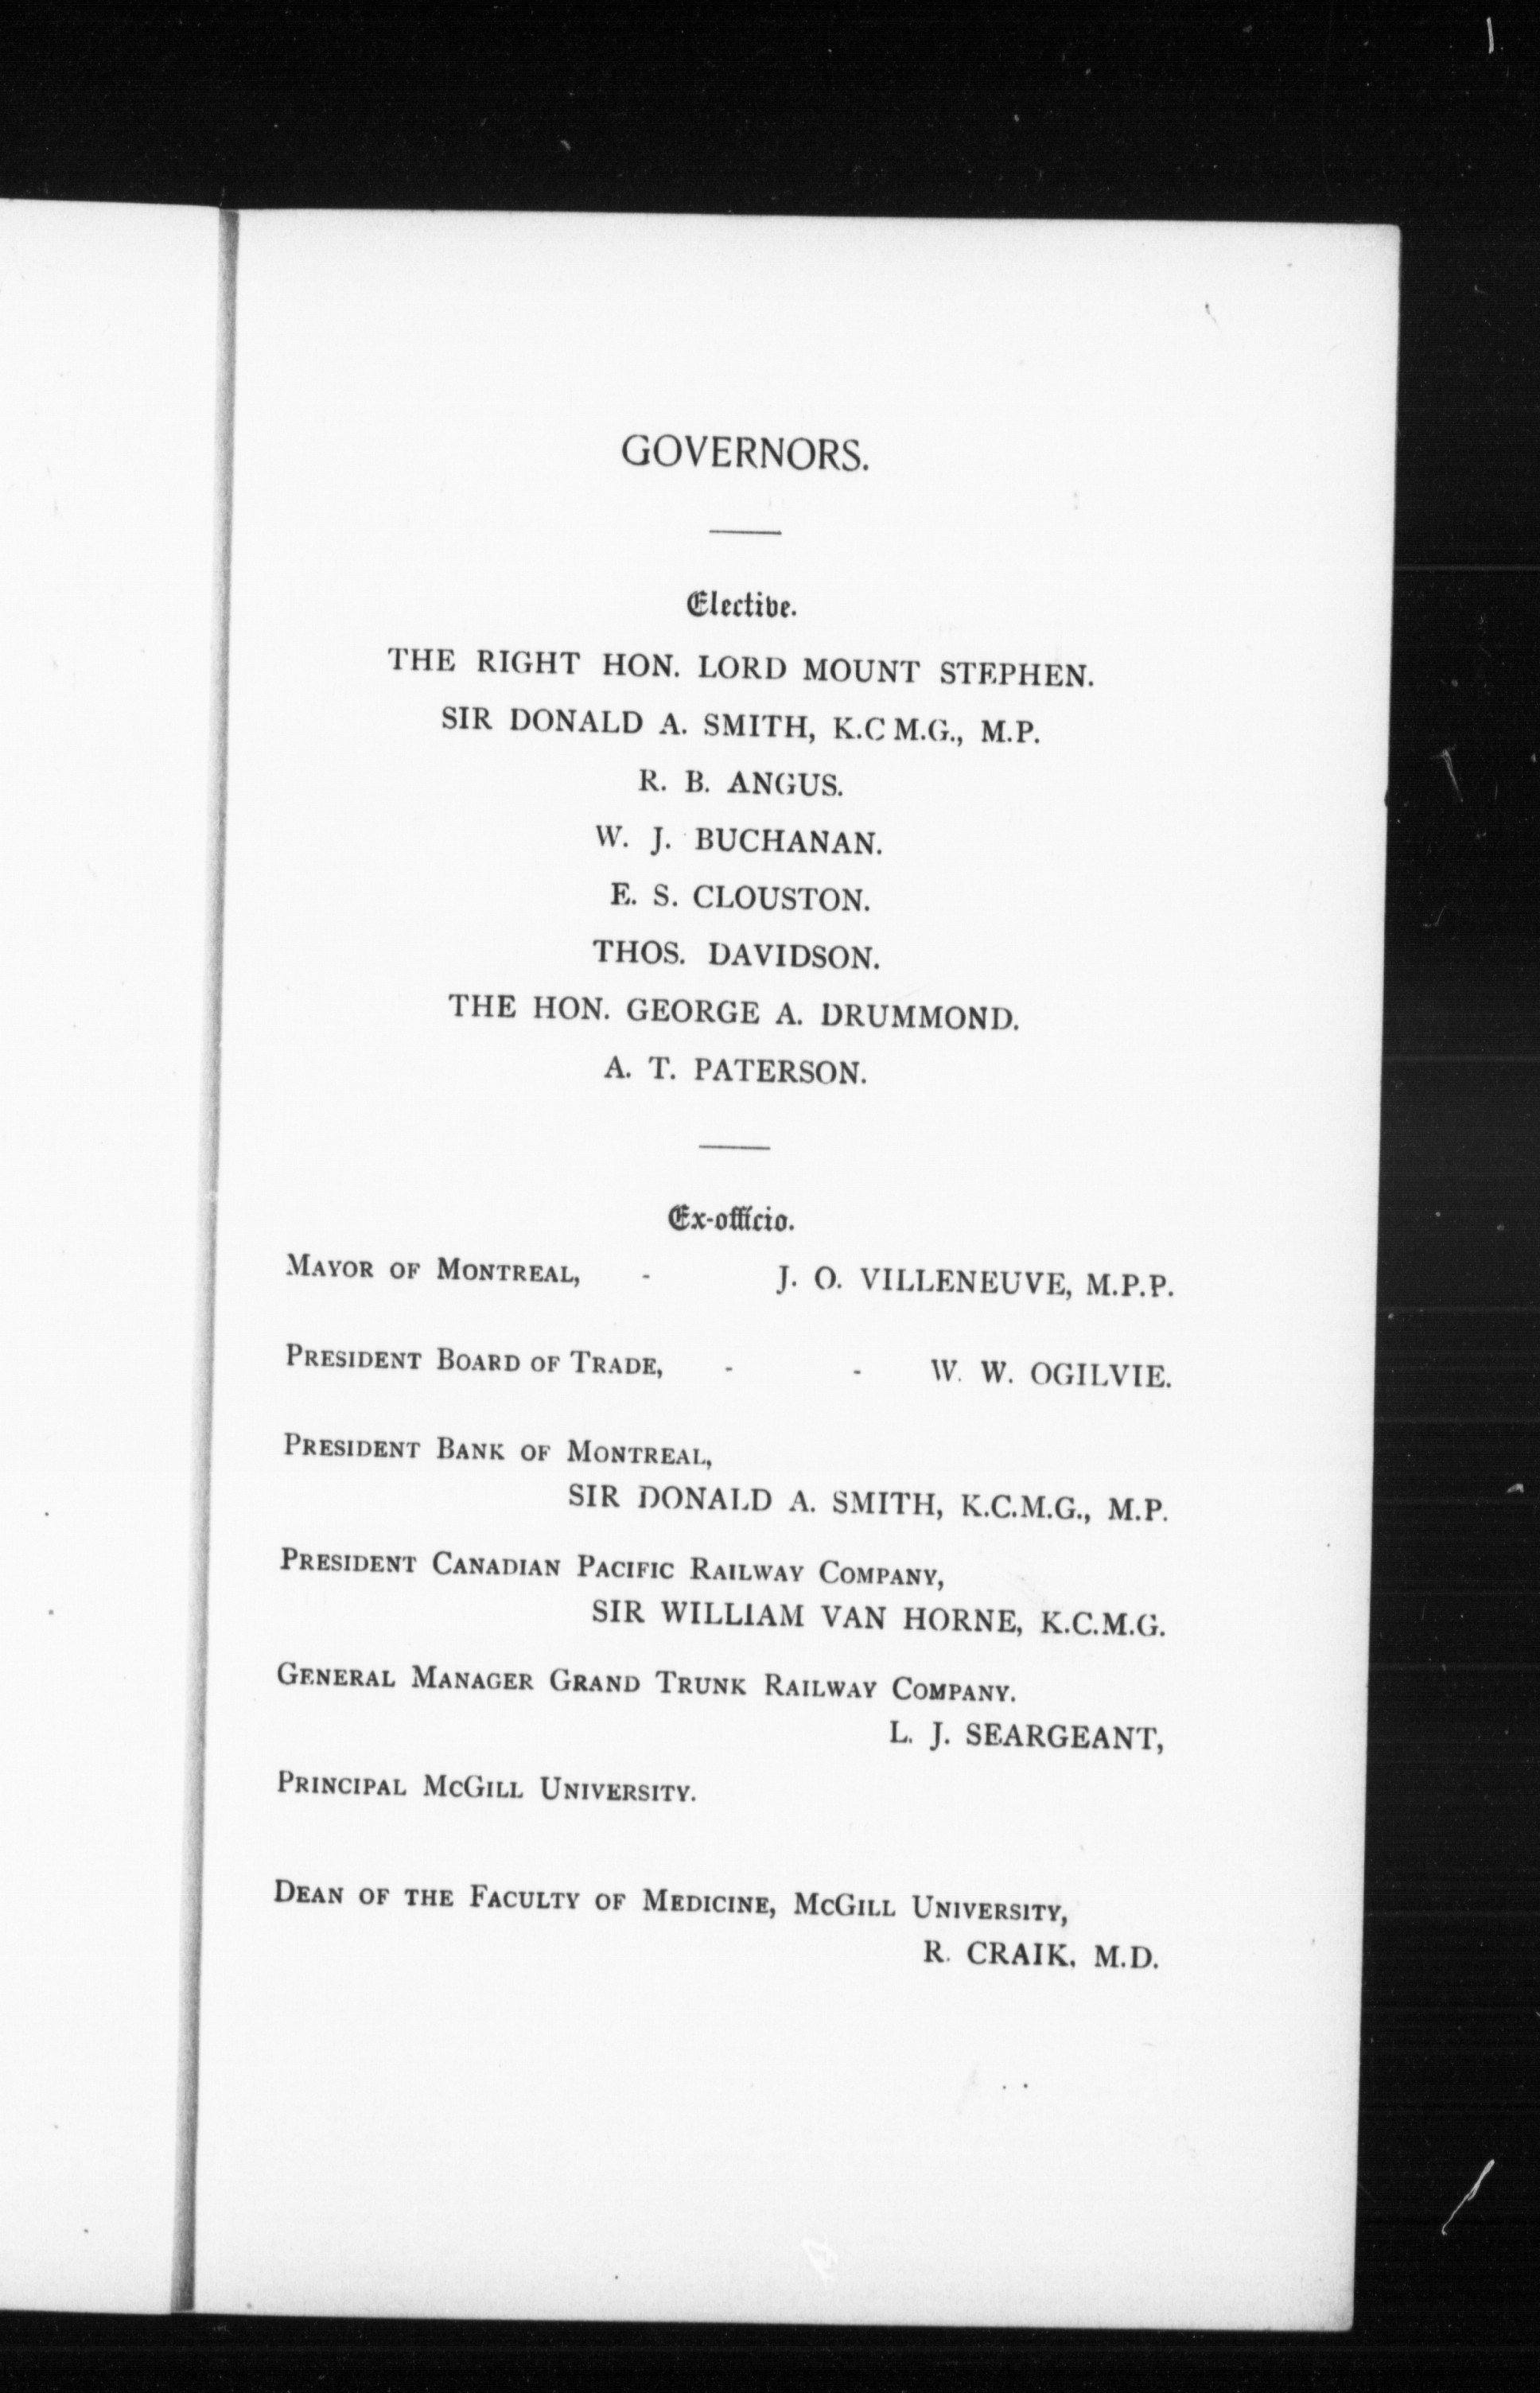 GOVERNORS.
Elective.
THE RIGHT HON. LORD MOUNT STEPHEN.
SIR DONALD A. SMITH, K.C M.G., M.P.
R. B. ANGUS.
W. J. BUCHANAN.
E. S. CLOUSTON.
THOS. DAVIDSON.
THE HON. GEORGE A. DRUMMOND.
A. T. PATERSON.
Ex-officio.
MAYOR OF MONTREAL, - J. O. VILLENEUVE, M.P.P.
PRESIDENT BOARD OF TRADE, - - W. W. OGILVIE.
PRESIDENT BANK OF MONTREAL,
SIR DONALD A. SMITH, K.C.M.G., M.P.
PRESIDENT CANADIAN PACIFIC RAILWAY COMPANY,
SIR WILLIAM VAN HORNE, K.C.M.G.
GENERAL MANAGER GRAND TRUNK RAILWAY COMPANY.
L. J. SEARGEANT,
PRINCIPAL MCGILL UNIVERSITY.
DEAN OF THE FACULTY OF MEDICINE, MCGILL UNIVERSITY,
R. CRAIK. M.D.